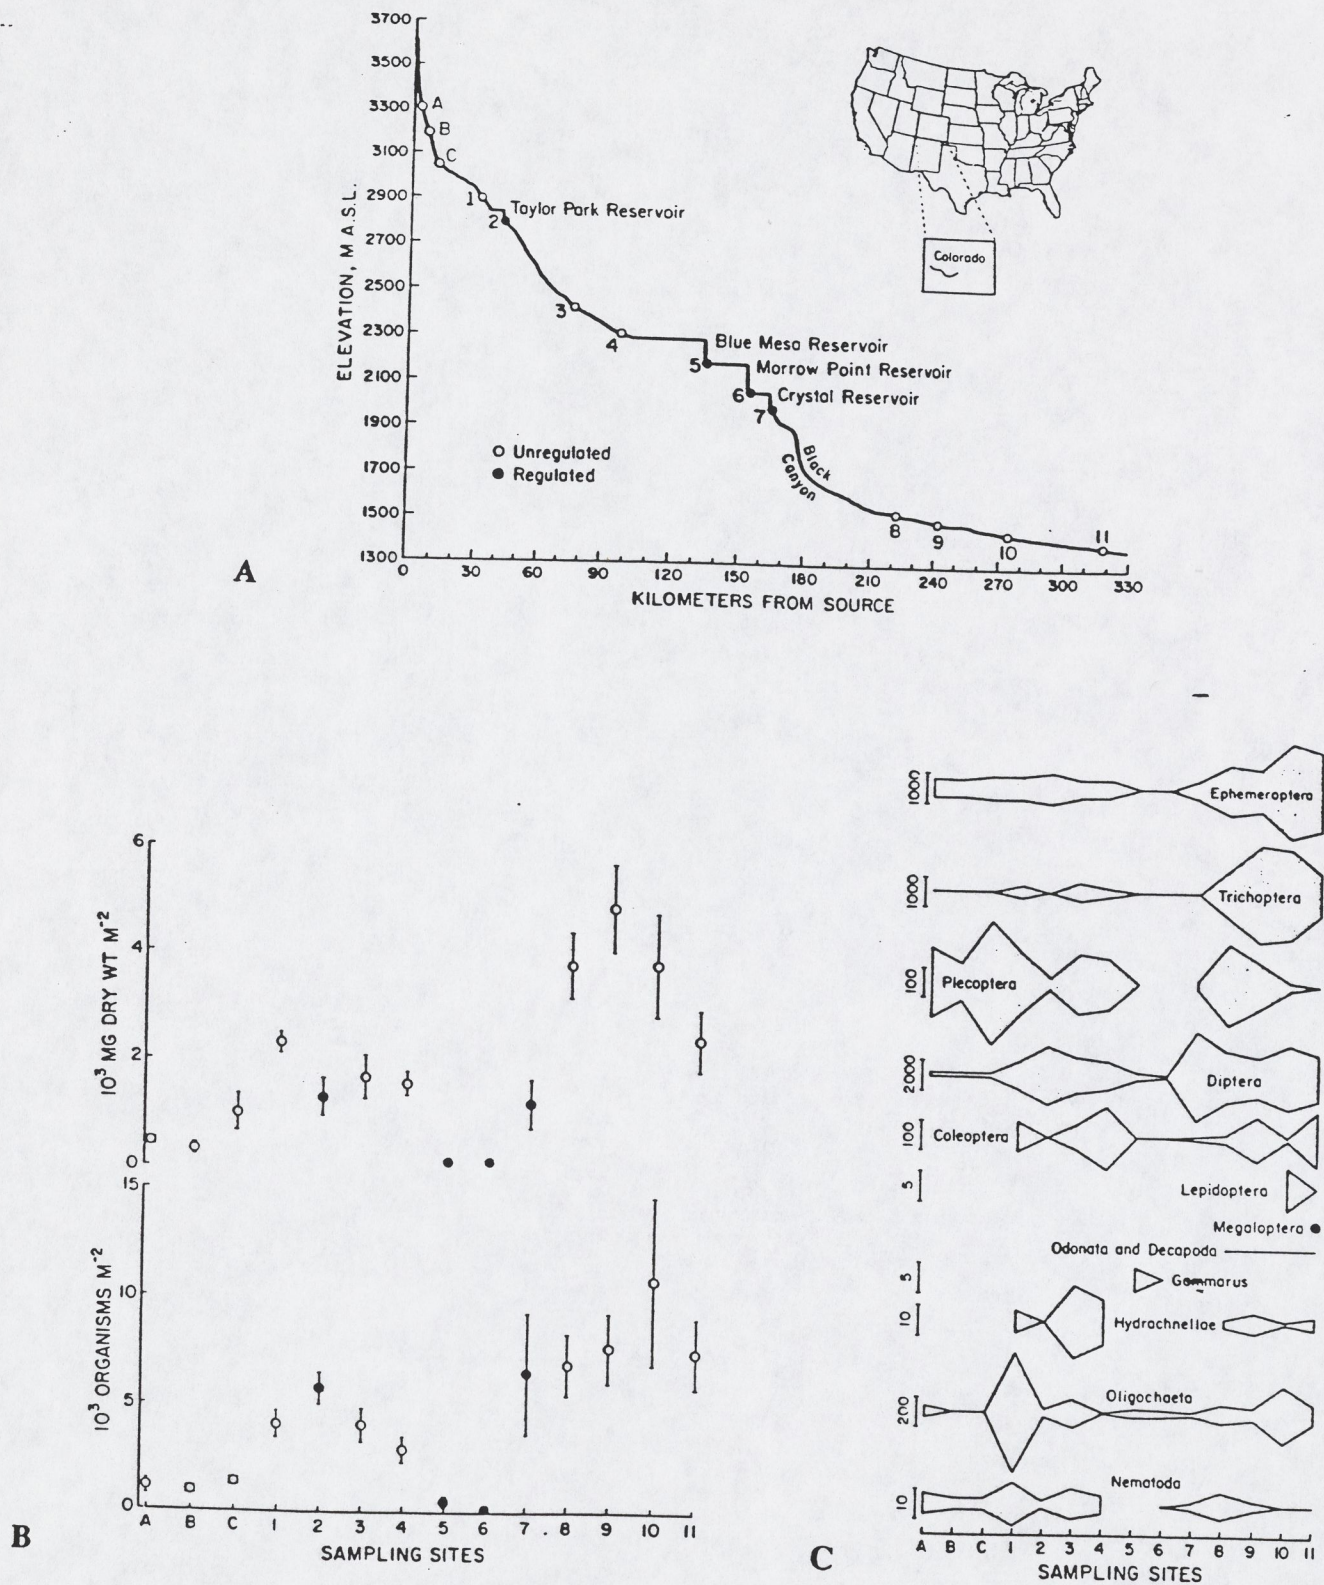 3700
3500
3300
3100
2900
2700
2500
2300
2100
1900
1700
1500
1300
ELEVATION, M A.S.L.
A
B
C
1
2
Taylor Park Reservoir
3
4
Blue Mesa Reservoir
5
Morrow Point Reservoir
6
Crystal Reservoir
7
Black
Canyon
Unregulated
Regulated
8
9
10
11
Colorado
0 30 60 90 120 150 180 210 240 270 300 330
KILOMETERS FROM SOURCE
A
6
4
2
0
10³ MG DRY WT M⁻²
15
10
5
0
10³ ORGANISMS M⁻²
A B C 1 2 3 4 5 6 7 8 9 10 11
SAMPLING SITES
B
1000 Ephemeroptera
1000 Trichoptera
100 Plecoptera
2000 Diptera
100 Coleoptera
5 Lepidoptera
Megaloptera
Odonata and Decapoda
5 Gammarus
10 Hydrachnellae
200 Oligochaeta
10 Nematoda
A B C 1 2 3 4 5 6 7 8 9 10 11
SAMPLING SITES
C